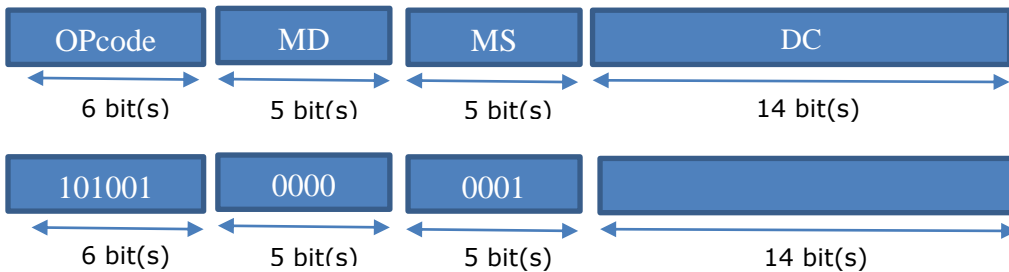 OPcode MD MS DC
6 bit(s) 5 bit(s) 5 bit(s) 14 bit(s)
101001 0000 0001
6 bit(s) 5 bit(s) 5 bit(s) 14 bit(s)